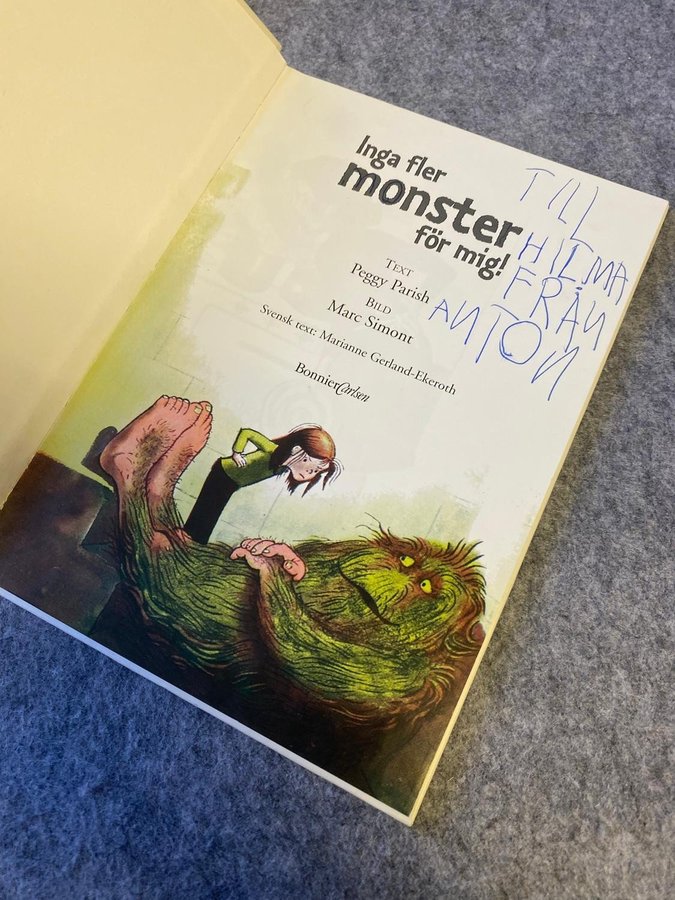 Inga fler
monster
för mig!
TEXT
Peggy Parish
BILD
Marc Simont
Svensk text: Marianne Gerland-Ekeroth
BonnierCarlsen
TILL
HILMA
FRÅN
ANTON